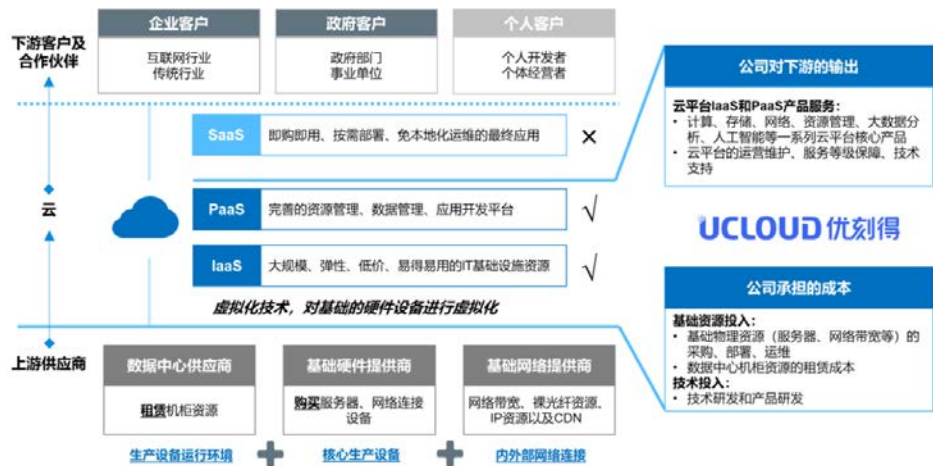 下游客户及
合作伙伴
企业客户
互联网行业
传统行业
政府客户
政府部门
事业单位
个人客户
个人开发者
个体经营者
SaaS
即购即用、按需部署、免本地化运维的最终应用
×
云
PaaS
完善的资源管理、数据管理、应用开发平台
√
IaaS
大规模、弹性、低价、易得易用的IT基础设施资源
√
虚拟化技术，对基础的硬件设备进行虚拟化
上游供应商
数据中心供应商
租赁机柜资源
生产设备运行环境
基础硬件提供商
购买服务器、网络连接
设备
核心生产设备
基础网络提供商
网络带宽、裸光纤资源、
IP资源以及CDN
内外部网络连接
公司对下游的输出
云平台IaaS和PaaS产品服务：
• 计算、存储、网络、资源管理、大数据分
析、人工智能等一系列云平台核心产品
• 云平台的运营维护、服务等级保障、技术
支持
UCLOUD 优刻得
公司承担的成本
基础资源投入：
• 基础物理资源（服务器、网络带宽等）的
采购、部署、运维
• 数据中心机柜资源的租赁成本
技术投入：
• 技术研发和产品研发